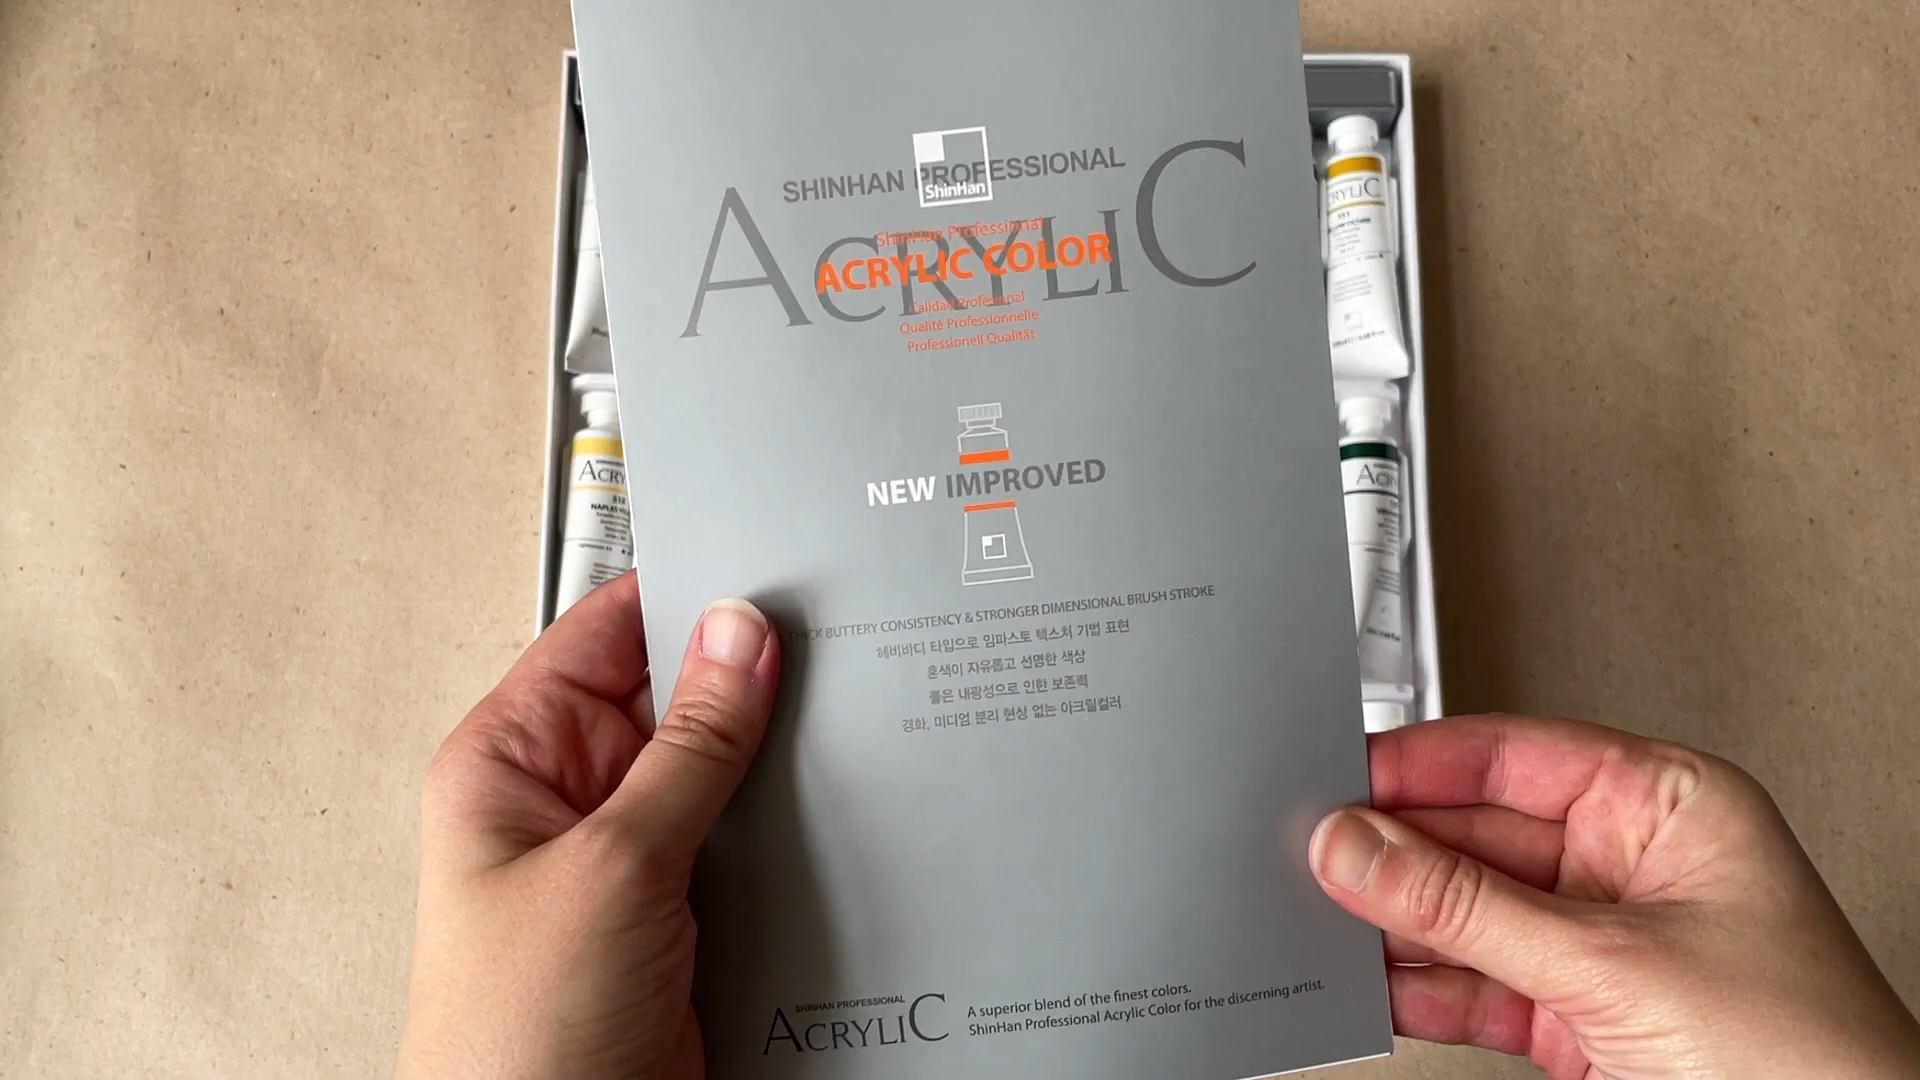 SHINHAN PROFESSIONAL
ACRYLIC
ShinHan
ShinHan Professional
ACRYLIC COLOR
Calidad Profesional
Qualité Professionnelle
Professionell Qualität
NEW IMPROVED
THICK BUTTERY CONSISTENCY & STRONGER DIMENSIONAL BRUSH STROKE
헤비바디 타입으로 임파스토 텍스처 기법 표현
혼색이 자유롭고 선명한 색상
좋은 내광성으로 인한 보존력
경화, 미디엄 분리 현상 없는 아크릴컬러
SHINHAN PROFESSIONAL
ACRYLIC
A superior blend of the finest colors.
ShinHan Professional Acrylic Color for the discerning artist.
ACRY
NAPLES
RYLIC
ACR